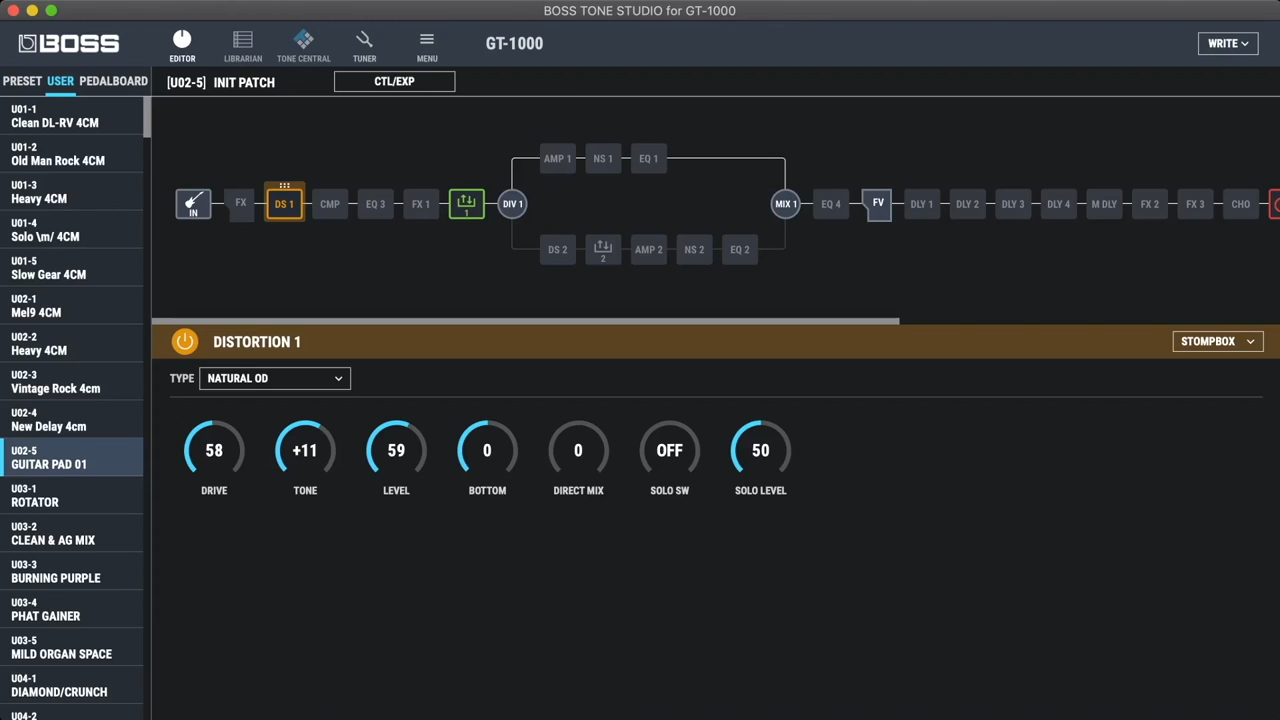 BOSS TONE STUDIO for GT-1000
BOSS
EDITOR
LIBRARIAN
TONE CENTRAL
TUNER
MENU
GT-1000
WRITE
PRESET USER PEDALBOARD
[U02-5] INIT PATCH
CTL/EXP
U01-1
Clean DL-RV 4CM
U01-2
Old Man Rock 4CM
U01-3
Heavy 4CM
U01-4
Solo \m/ 4CM
U01-5
Slow Gear 4CM
U02-1
Mel9 4CM
U02-2
Heavy 4CM
U02-3
Vintage Rock 4cm
U02-4
New Delay 4cm
U02-5
GUITAR PAD 01
U03-1
ROTATOR
U03-2
CLEAN & AG MIX
U03-3
BURNING PURPLE
U03-4
PHAT GAINER
U03-5
MILD ORGAN SPACE
U04-1
DIAMOND/CRUNCH
U04-2
AMP 1 NS 1 EQ 1
IN FX DS 1 CMP EQ 3 FX 1 1 DIV 1 MIX 1 EQ 4 FV DLY 1 DLY 2 DLY 3 DLY 4 M DLY FX 2 FX 3 CHO
DS 2 2 AMP 2 NS 2 EQ 2
DISTORTION 1
STOMPBOX
TYPE NATURAL OD
58 +11 59 0 0 OFF 50
DRIVE TONE LEVEL BOTTOM DIRECT MIX SOLO SW SOLO LEVEL